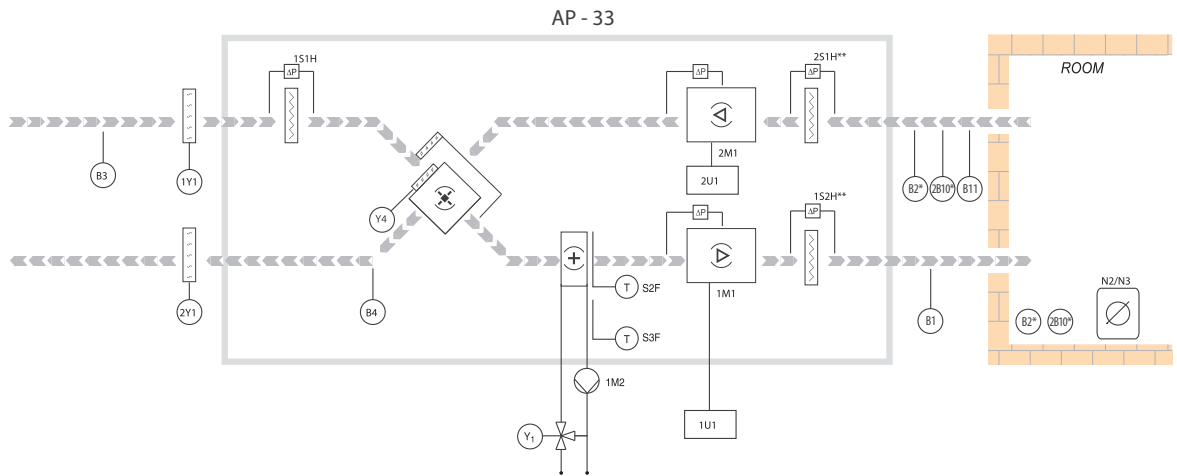 AP - 33
1S1H
ΔP
ΔP
2S1H**
ΔP
ROOM
B3
1Y1
2M1
2U1
B2*
2B10*
B11
Y4
1S2H**
ΔP
ΔP
T
S2F
1M1
2Y1
B4
T
S3F
B1
B2*
2B10*
N2/N3
1M2
1U1
Y1